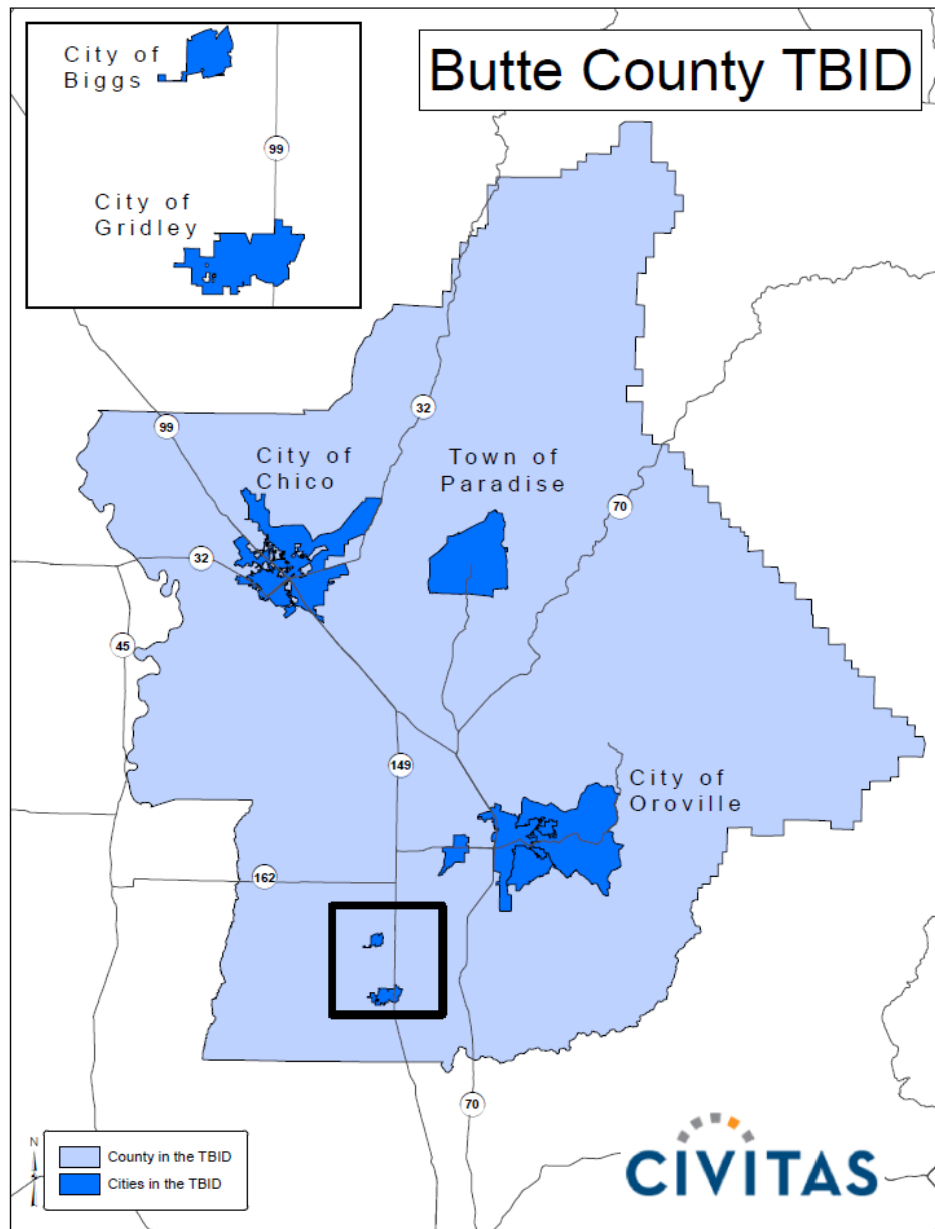 City of
Biggs
Butte County TBID
99
City of
Gridley
32
99
City of
Chico
Town of
Paradise
70
32
45
149
City of
Oroville
162
70
N
County in the TBID
Cities in the TBID
CIVITAS